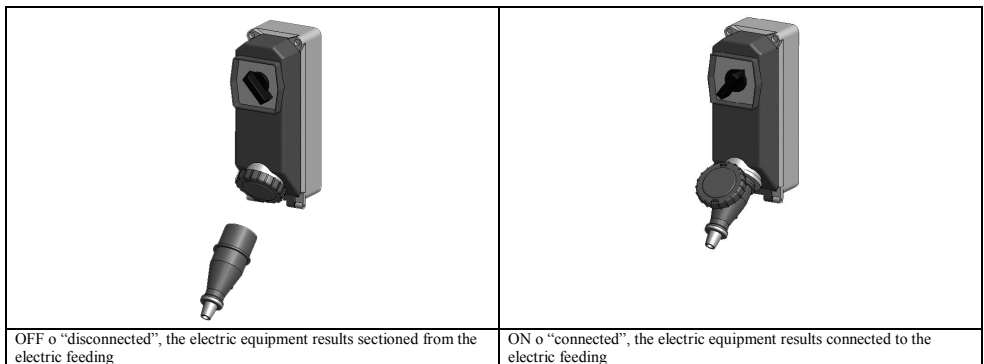 OFF o “disconnected”, the electric equipment results sectioned from the
electric feeding
ON o “connected”, the electric equipment results connected to the
electric feeding